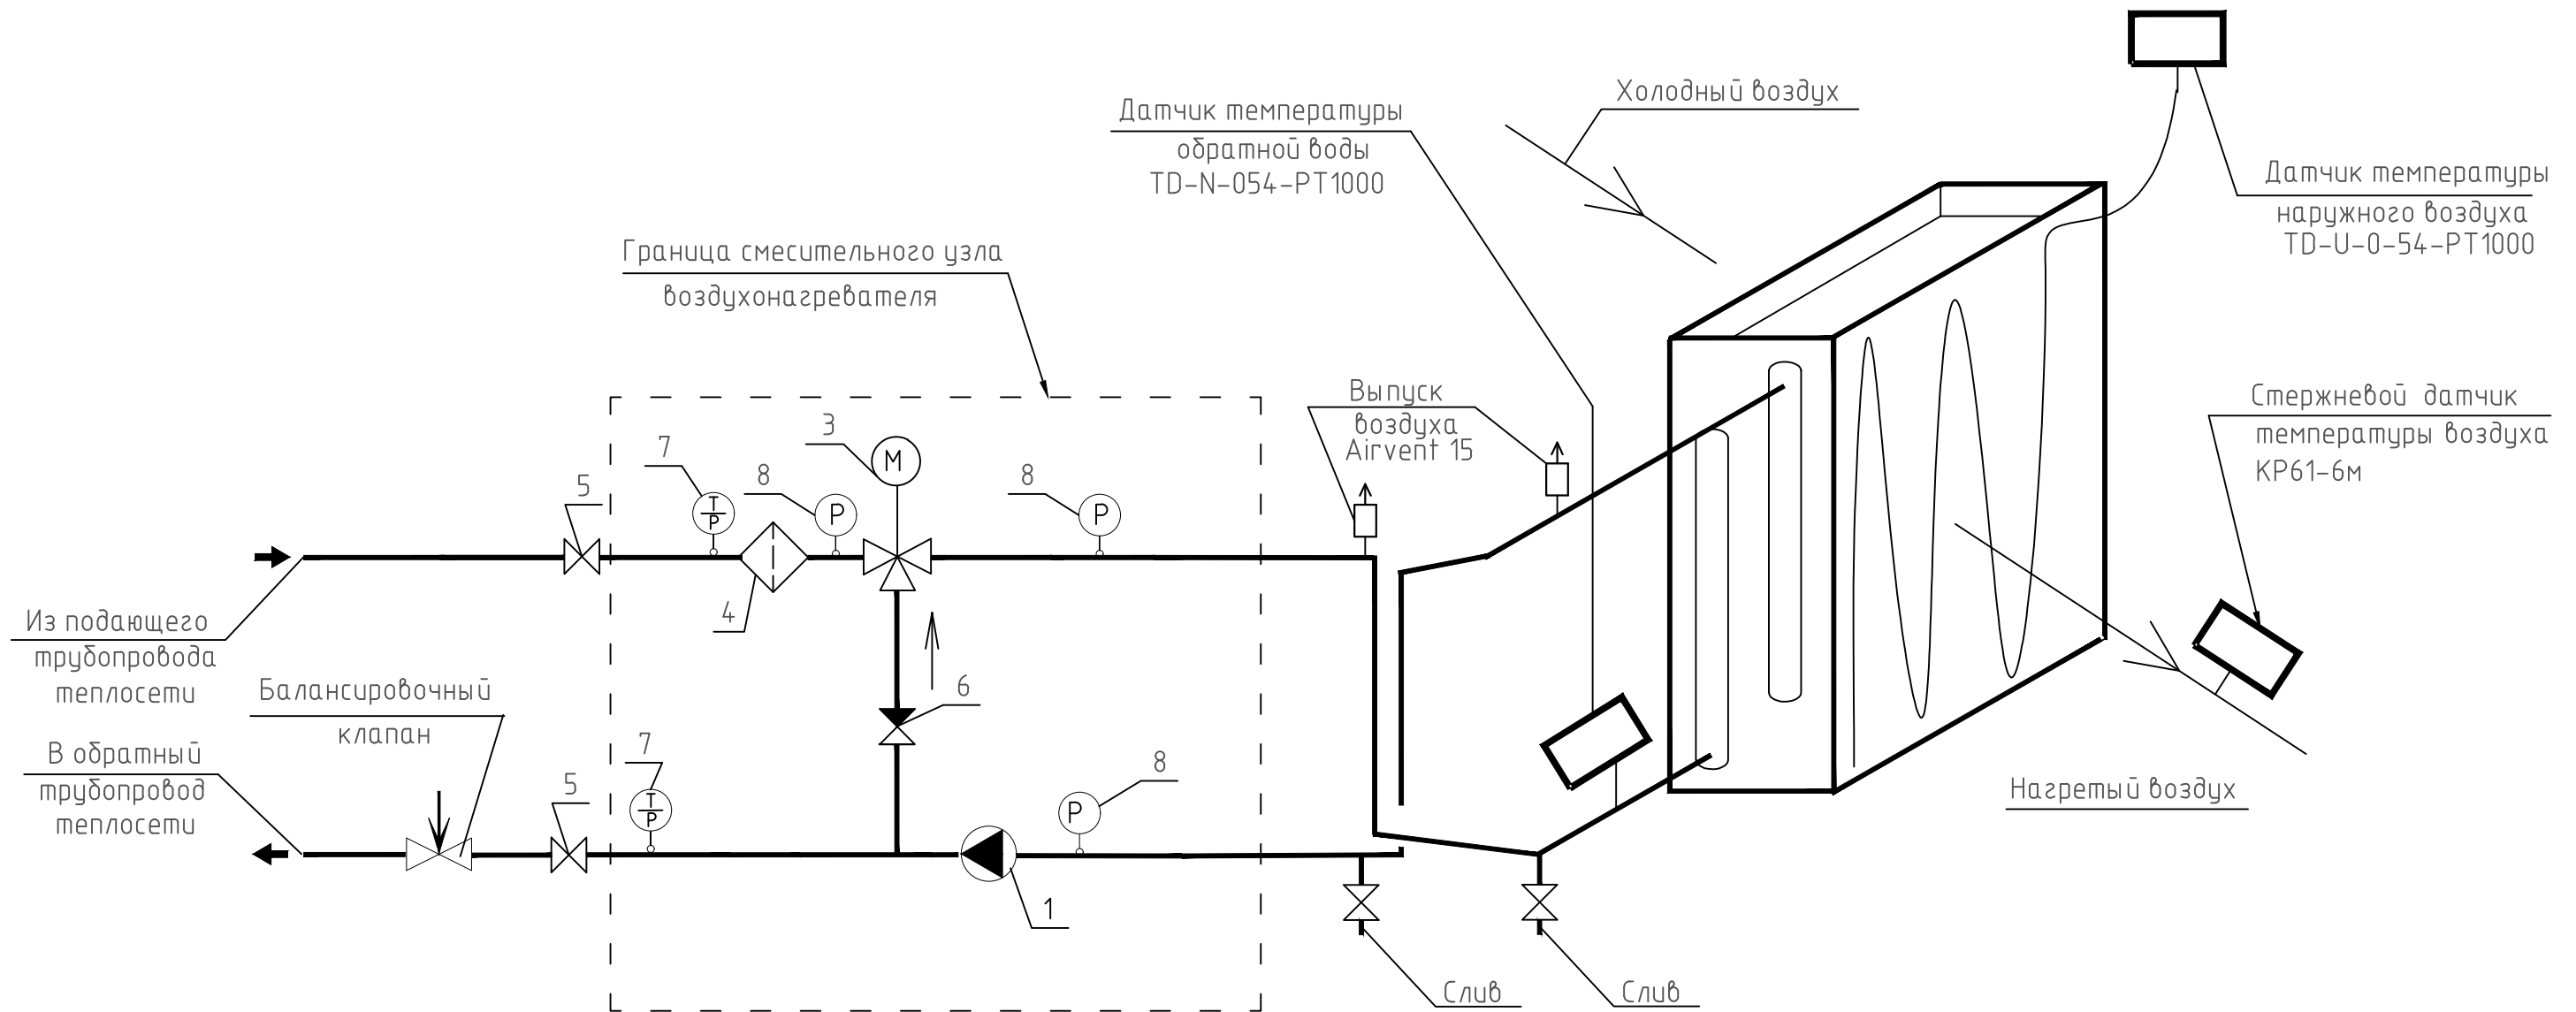 Холодный воздух
Датчик температуры
обратной воды
TD-N-054-PT1000
Датчик температуры
наружного воздуха
TD-U-0-54-PT1000
Граница смесительного узла
воздухонагревателя
Выпуск
воздуха
Airvent 15
Стержневой датчик
температуры воздуха
КР61-6м
3
М
7
8
8
5
T
P
P
P
4
Из подающего
трубопровода
теплосети
Балансировочный
клапан
6
В обратный
трубопровод
теплосети
7
5
T
P
8
P
Нагретый воздух
1
Слив
Слив